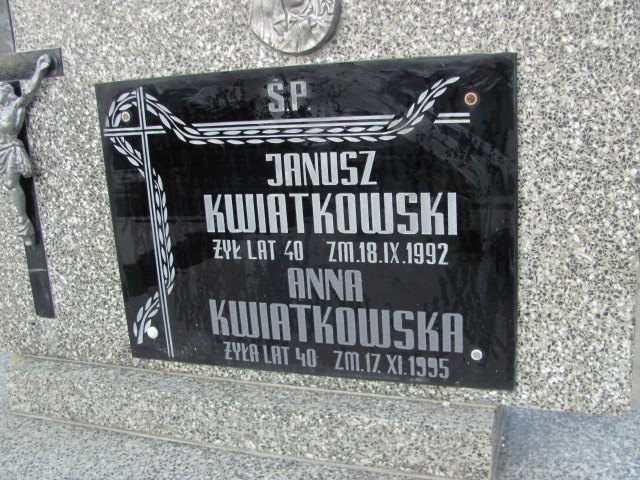 Ś.P.
JANUSZ
KWIATKOWSKI
ŻYŁ LAT 40 ZM.18.IX.1992
ANNA
KWIATKOWSKA
ŻYŁA LAT 40 ZM.17.XI.1995